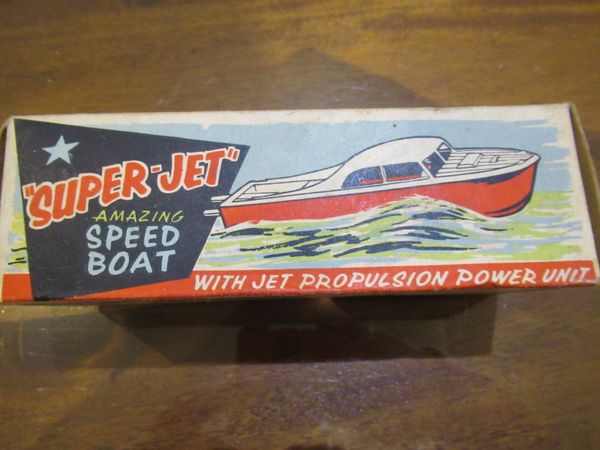 "SUPER-JET"
AMAZING
SPEED
BOAT
WITH JET PROPULSION POWER UNIT